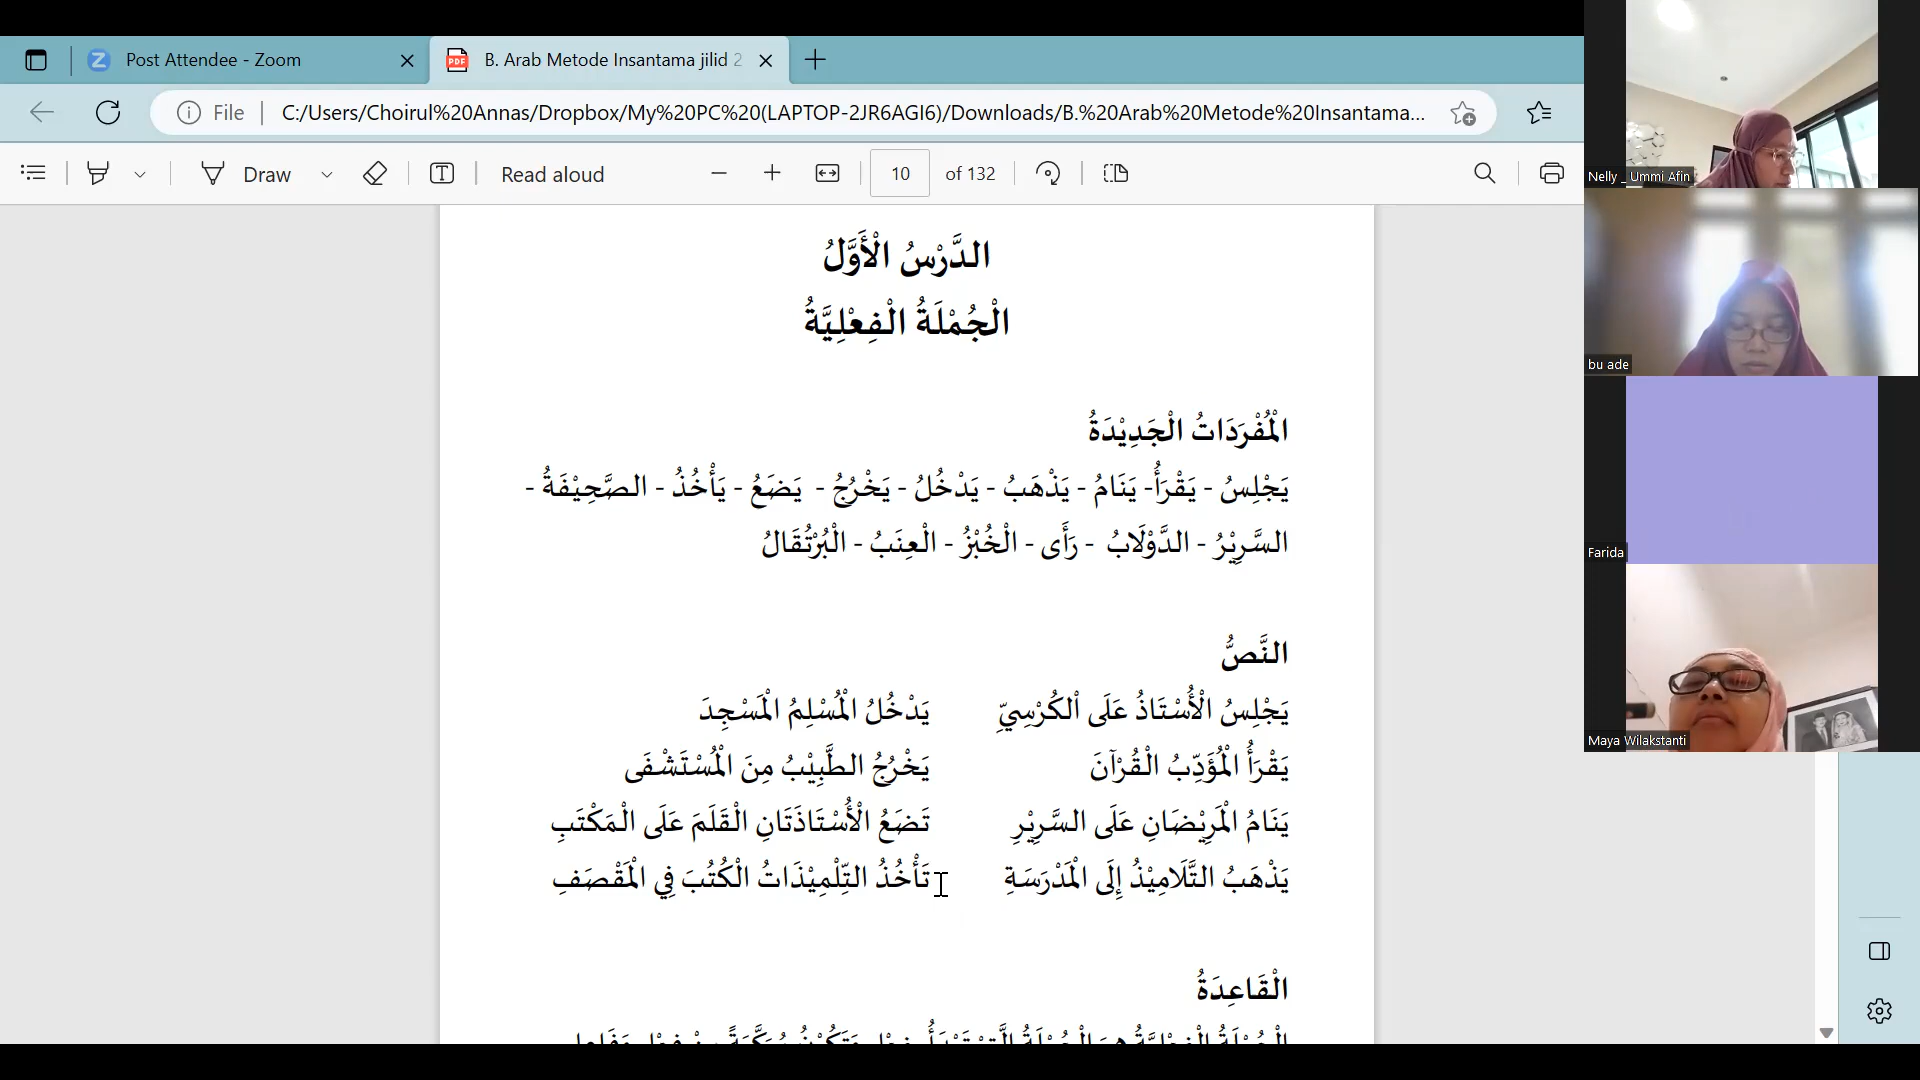 Post Attendee - Zoom
B. Arab Metode Insantama jilid 2
File
C:/Users/Choirul%20Annas/Dropbox/My%20PC%20(LAPTOP-2JR6AGI6)/Downloads/B.%20Arab%20Metode%20Insantama...
Draw
Read aloud
10 of 132
الدَّرْسُ الْأَوَّلُ
الْجُمْلَةُ الْفِعْلِيَّةُ
الْمُفْرَدَاتُ الْجَدِيْدَةُ
يَجْلِسُ - يَقْرَأُ- يَنَامُ - يَذْهَبُ - يَدْخُلُ - يَخْرُجُ - يَضَعُ - يَأْخُذُ - الصَّحِيْفَةُ -
السَّرِيْرُ - الدَّوْلَابُ - رَأَى - الْخُبْزُ - الْعِنَبُ - الْبُرْتُقَالُ
النَّصُّ
يَجْلِسُ الْأُسْتَاذُ عَلَى الْكُرْسِيِّ يَدْخُلُ الْمُسْلِمُ الْمَسْجِدَ
يَقْرَأُ الْمُؤَدِّبُ الْقُرْآنَ يَخْرُجُ الطَّبِيْبُ مِنَ الْمُسْتَشْفَى
يَنَامُ الْمَرِيْضَانِ عَلَى السَّرِيْرِ تَضَعُ الْأُسْتَاذَتَانِ الْقَلَمَ عَلَى الْمَكْتَبِ
يَذْهَبُ التَّلَامِيْذُ إِلَى الْمَدْرَسَةِ تَأْخُذُ التِّلْمِيْذَاتُ الْكُتُبَ فِي الْمَقْصَفِ
الْقَاعِدَةُ
Nelly _ Ummi Afin
bu ade
Farida
Maya Wilakstanti